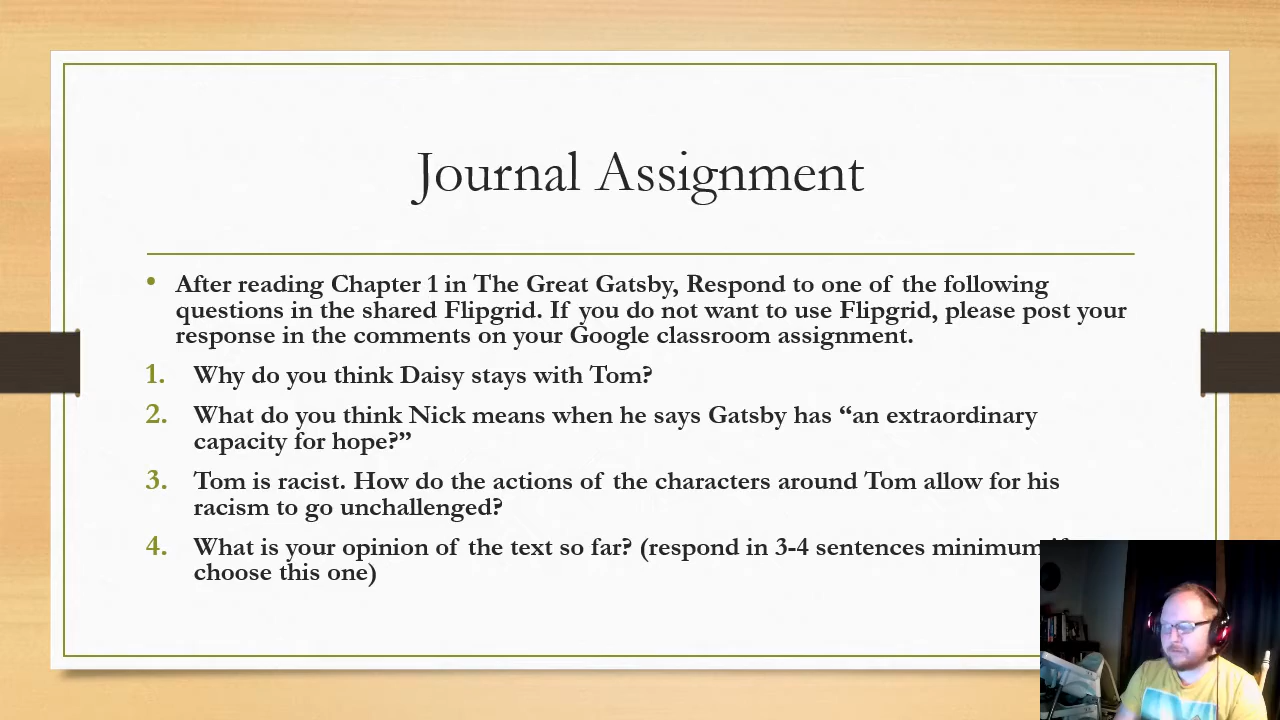 Journal Assignment
• After reading Chapter 1 in The Great Gatsby, Respond to one of the following
questions in the shared Flipgrid. If you do not want to use Flipgrid, please post your
response in the comments on your Google classroom assignment.
1. Why do you think Daisy stays with Tom?
2. What do you think Nick means when he says Gatsby has “an extraordinary
capacity for hope?”
3. Tom is racist. How do the actions of the characters around Tom allow for his
racism to go unchallenged?
4. What is your opinion of the text so far? (respond in 3-4 sentences minimum
choose this one)